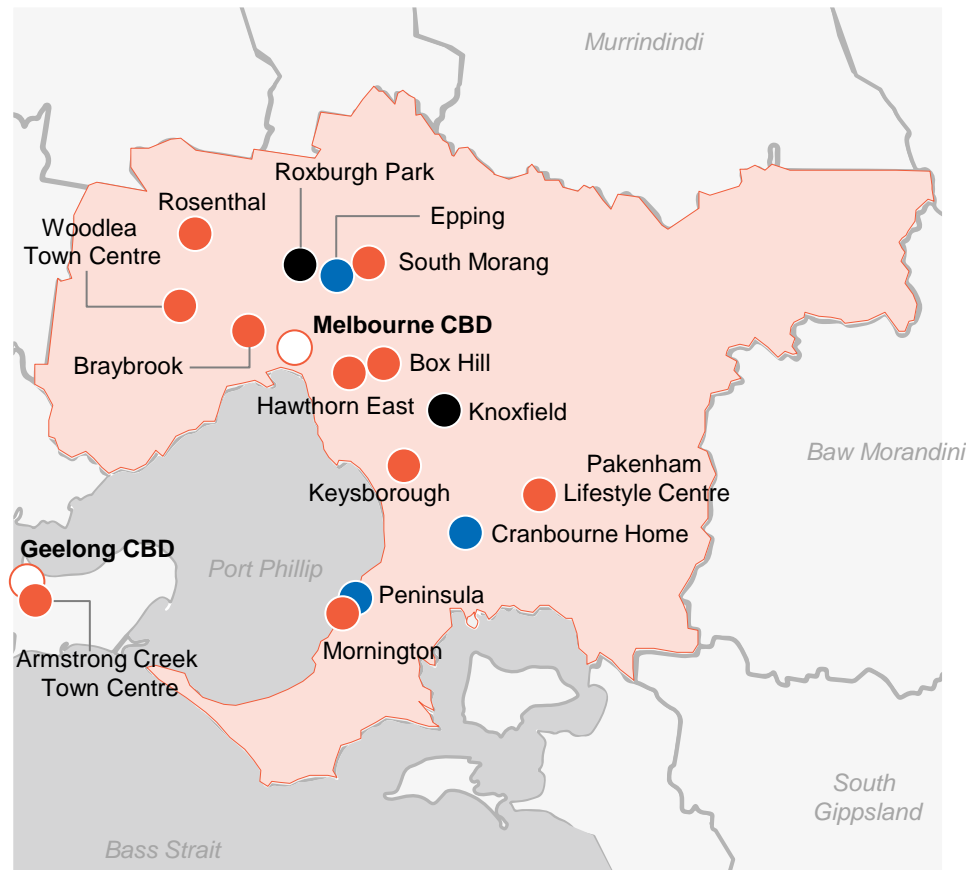 Murrindindi
Roxburgh Park
Rosenthal
Epping
Woodlea
Town Centre
South Morang
Melbourne CBD
Braybrook
Box Hill
Hawthorn East
Knoxfield
Baw Morandini
Pakenham
Lifestyle Centre
Keysborough
Cranbourne Home
Geelong CBD
Port Phillip
Peninsula
Mornington
Armstrong Creek
Town Centre
South
Gippsland
Bass Strait